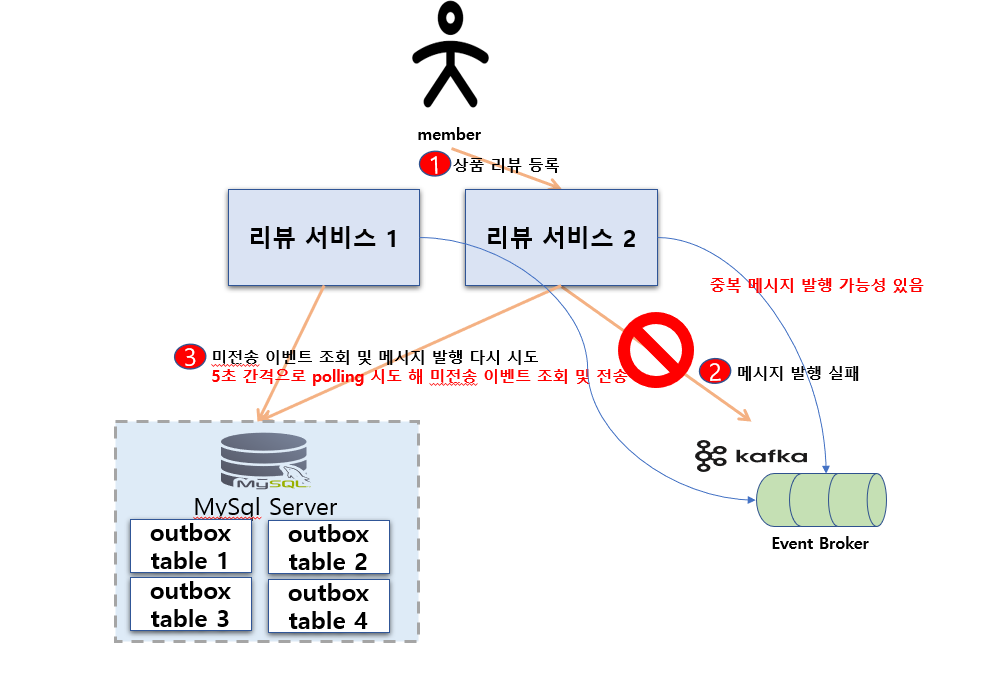 member
1 상품 리뷰 등록
리뷰 서비스 1
리뷰 서비스 2
중복 메시지 발행 가능성 있음
3 미전송 이벤트 조회 및 메시지 발행 다시 시도
5초 간격으로 polling 시도 해 미전송 이벤트 조회 및 전송
2 메시지 발행 실패
kafka
Event Broker
MySQL
MySql Server
outbox
table 1
outbox
table 2
outbox
table 3
outbox
table 4